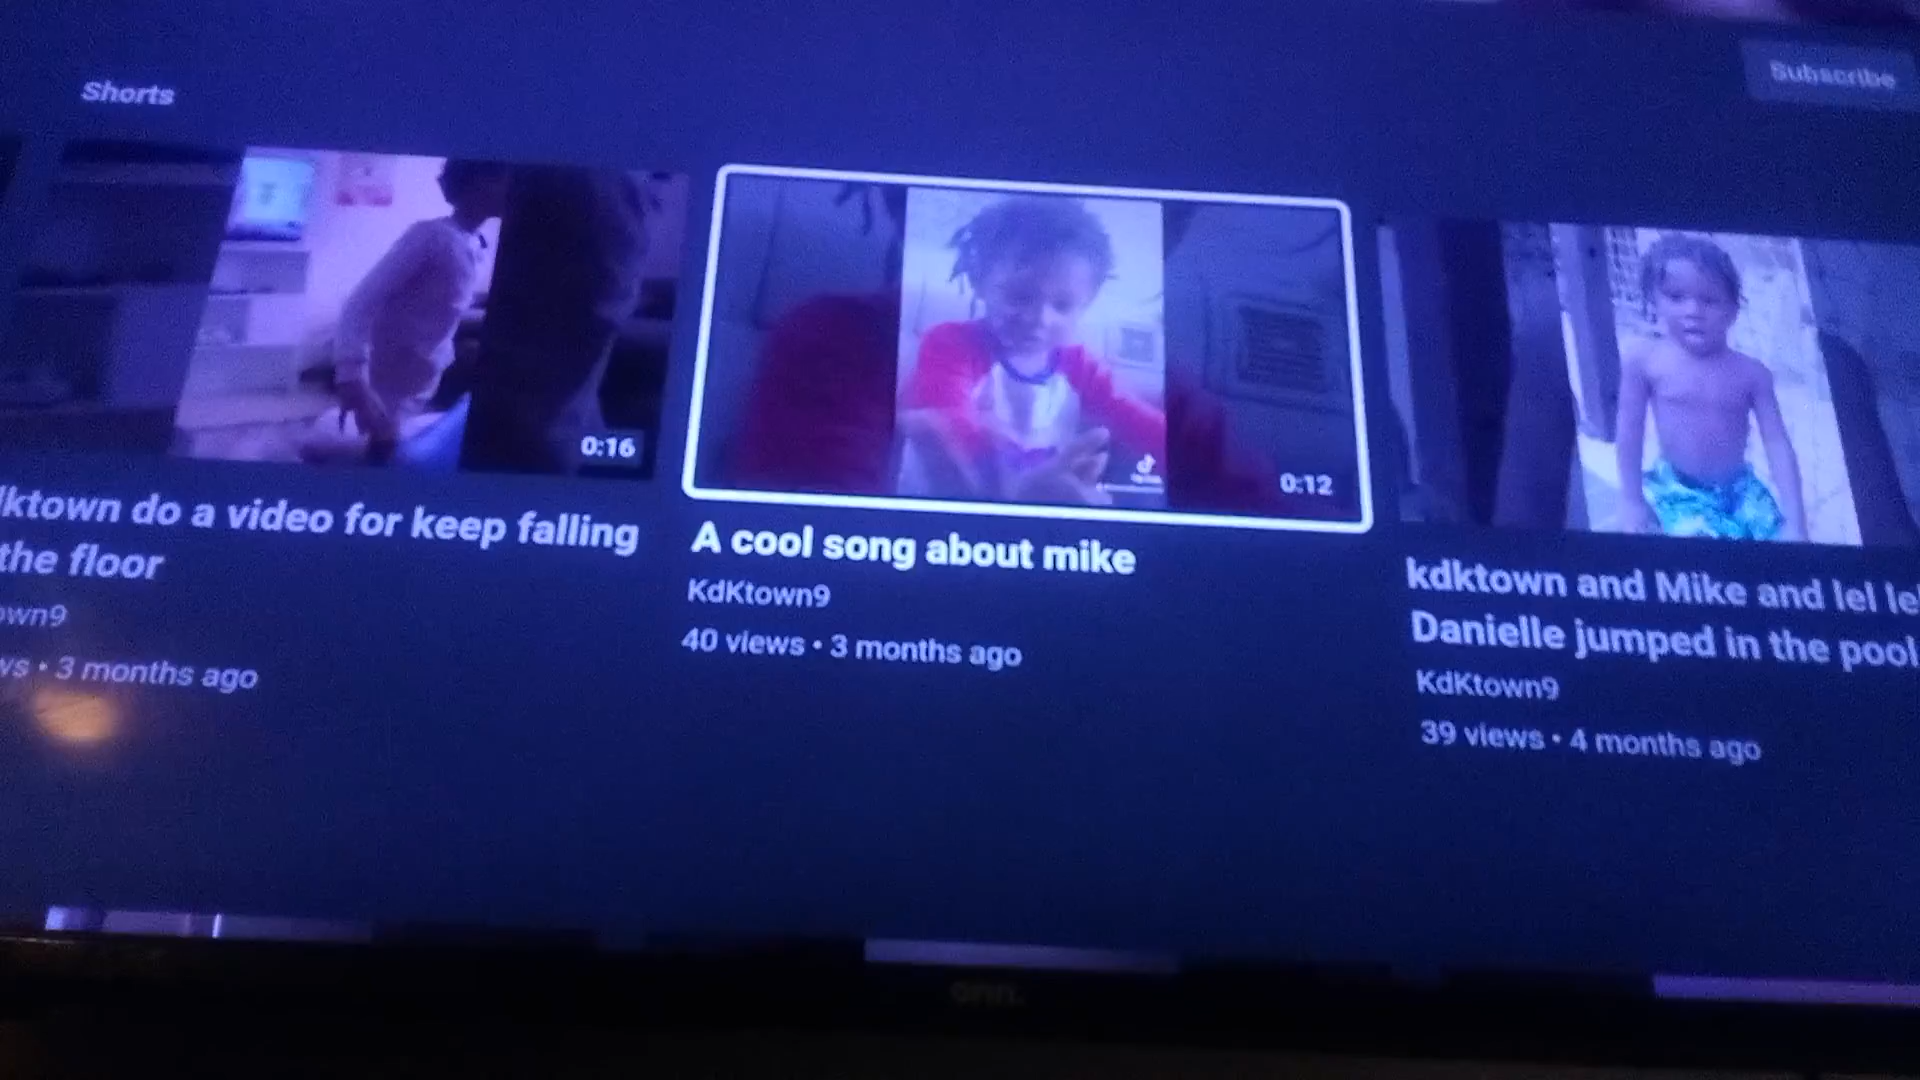 Shorts
Subscribe
0:16
ktown do a video for keep falling
the floor
own9
3 months ago
0:12
A cool song about mike
KdKtown9
40 views • 3 months ago
kdktown and Mike and lel
Danielle jumped in the pool
KdKtown9
39 views • 4 months ago
onn.